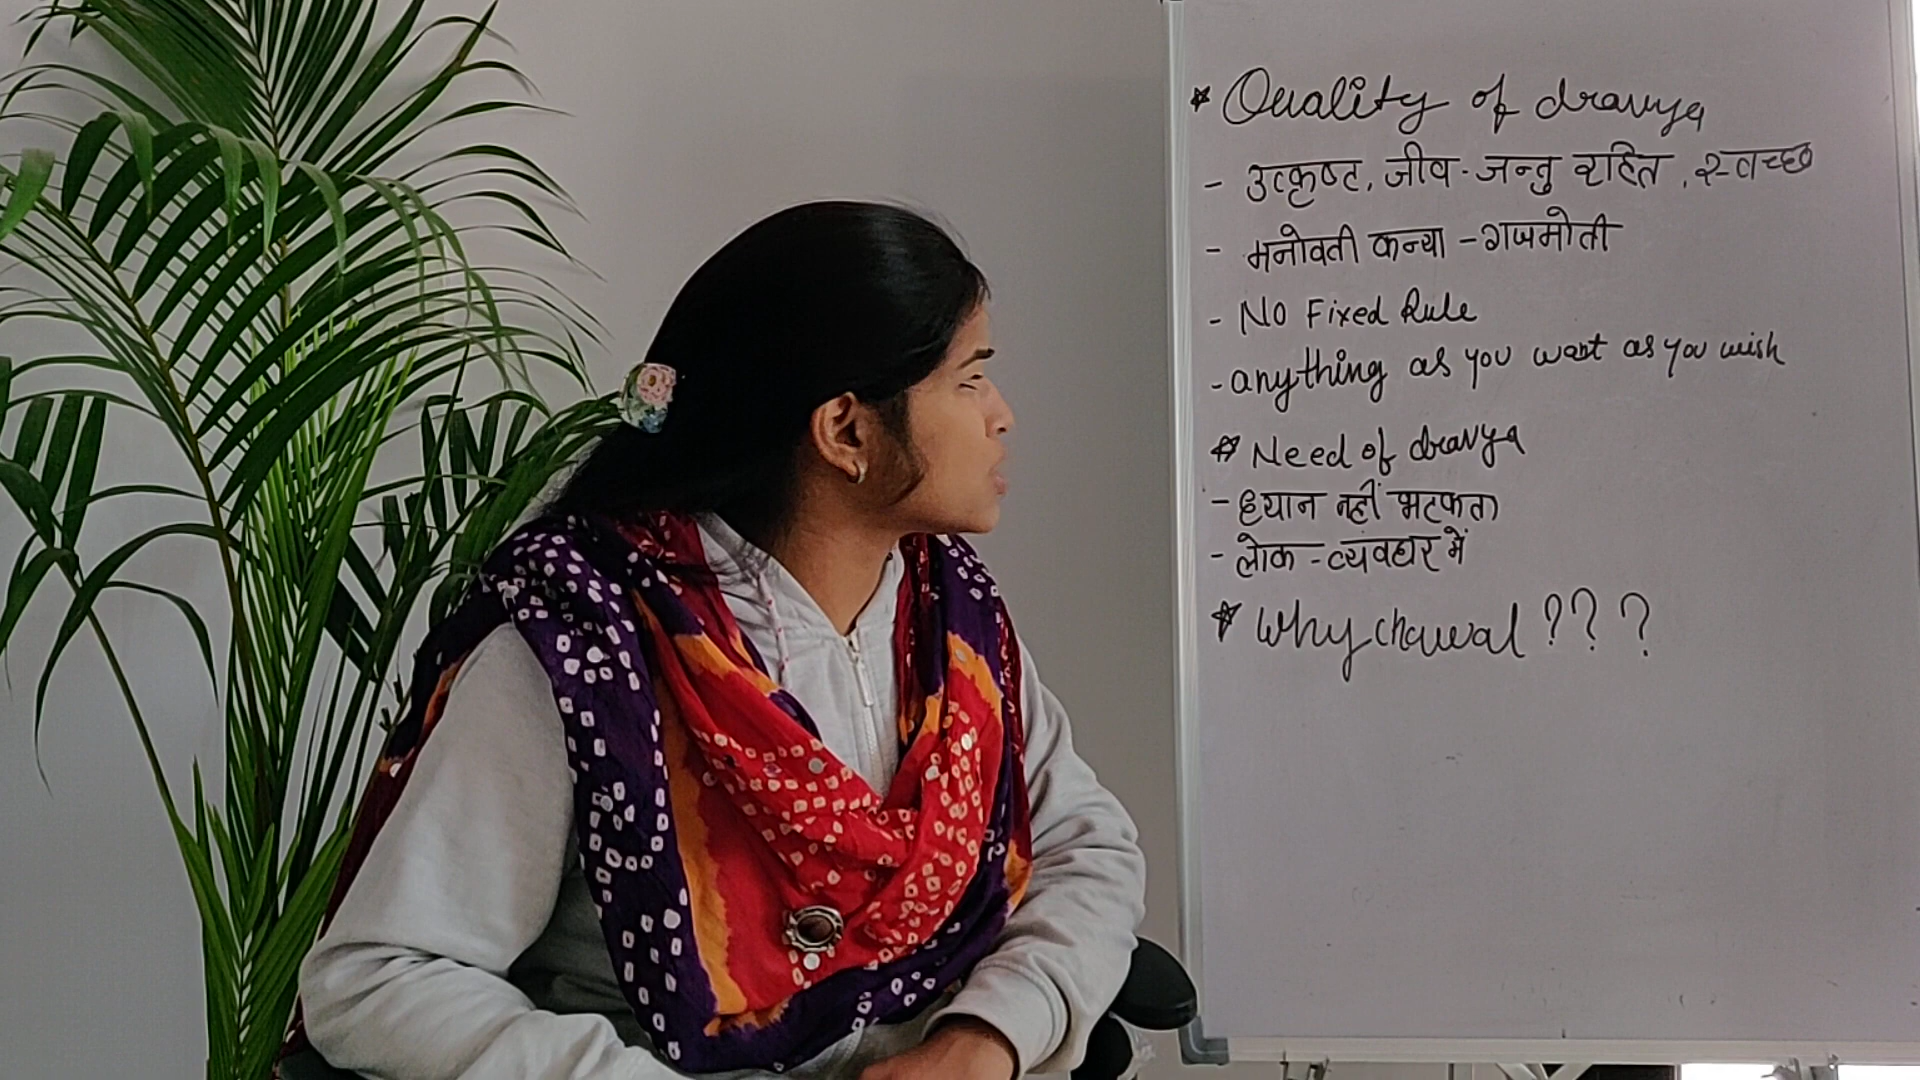 * Quality of dravya
- उत्कृष्ट, जीव-जन्तु रहित, स्वच्छ
- मनोवती कन्या - गजमोती
- No Fixed Rule
- anything as you want as you wish
* Need of dravya
- ध्यान नहीं भटकता
- लोक-व्यवहार में
* Why chawal ???